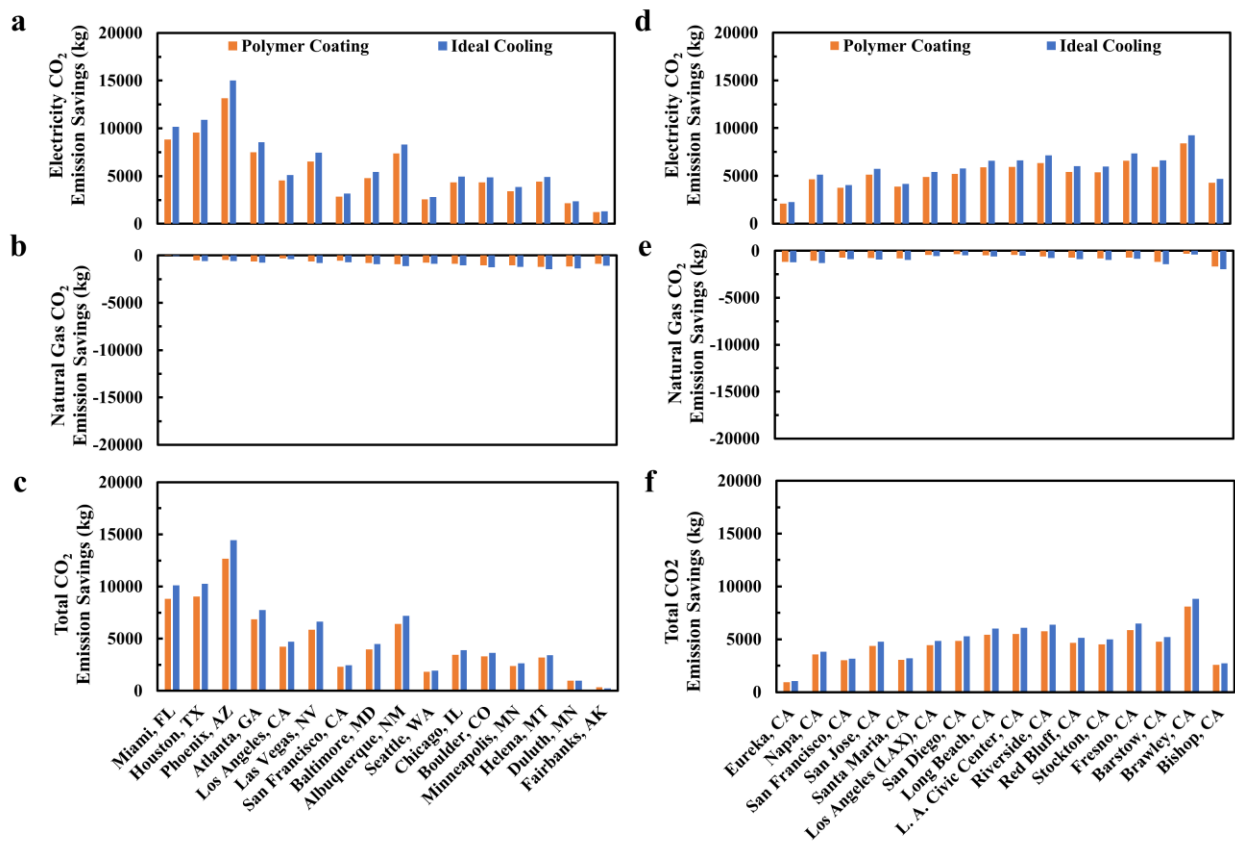 a
Electricity CO2
Emission Savings (kg)
20000
15000
10000
5000
0
Polymer Coating
Ideal Cooling
b
Natural Gas CO2
Emission Savings (kg)
0
-5000
-10000
-15000
-20000
c
Total CO2
Emission Savings (kg)
20000
15000
10000
5000
0
Miami, FL
Houston, TX
Phoenix, AZ
Atlanta, GA
Los Angeles, CA
Las Vegas, NV
San Francisco, CA
Baltimore, MD
Albuquerque, NM
Seattle, WA
Chicago, IL
Boulder, CO
Minneapolis, MN
Helena, MT
Duluth, MN
Fairbanks, AK
d
Electricity CO2
Emission Savings (kg)
20000
15000
10000
5000
0
Polymer Coating
Ideal Cooling
e
Natural Gas CO2
Emission Savings (kg)
0
-5000
-10000
-15000
-20000
f
Total CO2
Emission Savings (kg)
20000
15000
10000
5000
0
Eureka, CA
Napa, CA
San Francisco, CA
San Jose, CA
Santa Maria, CA
Los Angeles (LAX), CA
San Diego, CA
Long Beach, CA
L. A. Civic Center, CA
Riverside, CA
Red Bluff, CA
Stockton, CA
Fresno, CA
Barstow, CA
Brawley, CA
Bishop, CA